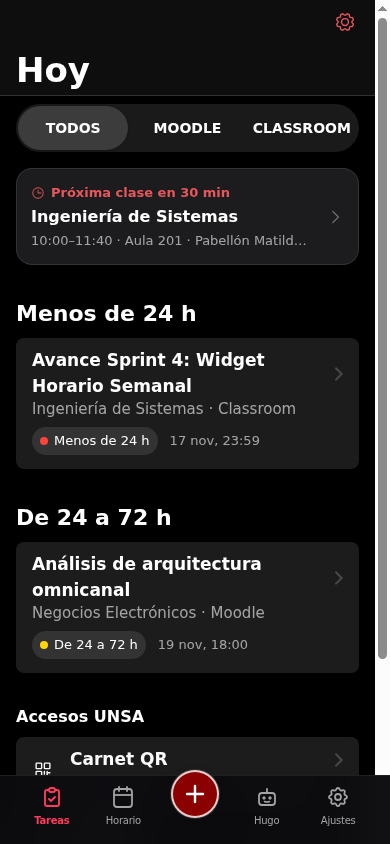 Hoy
TODOS MOODLE CLASSROOM
Próxima clase en 30 min
Ingeniería de Sistemas
10:00–11:40 · Aula 201 · Pabellón Matild...
Menos de 24 h
Avance Sprint 4: Widget
Horario Semanal
Ingeniería de Sistemas · Classroom
Menos de 24 h 17 nov, 23:59
De 24 a 72 h
Análisis de arquitectura
omnicanal
Negocios Electrónicos · Moodle
De 24 a 72 h 19 nov, 18:00
Accesos UNSA
Carnet QR
Tareas Horario Hugo Ajustes